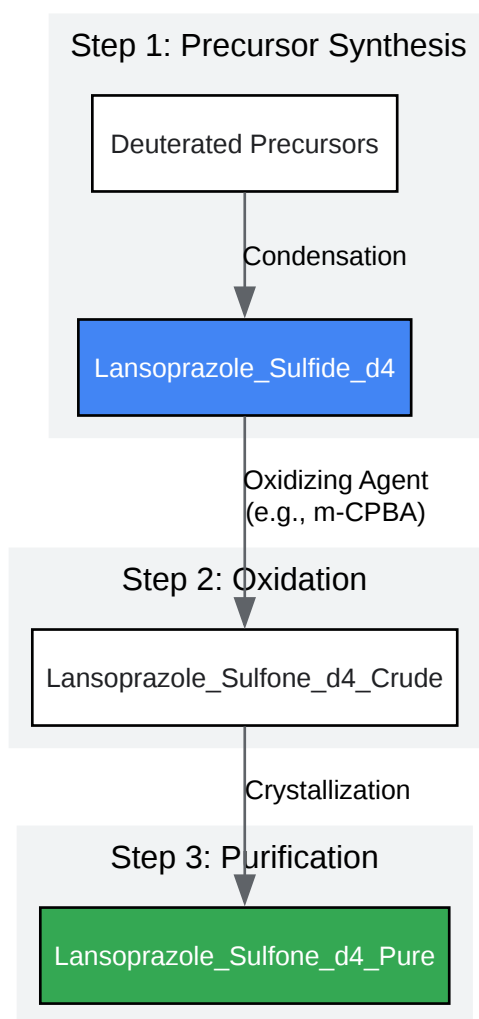 Step 1: Precursor Synthesis
Deuterated Precursors
Condensation
Lansoprazole_Sulfide_d4
Oxidizing Agent
(e.g., m-CPBA)
Step 2: Oxidation
Lansoprazole_Sulfone_d4_Crude
Crystallization
Step 3: Purification
Lansoprazole_Sulfone_d4_Pure